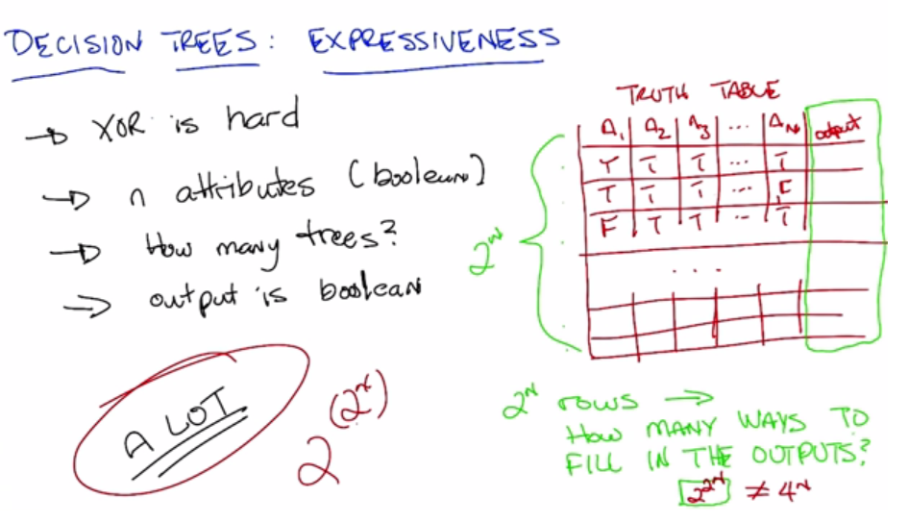 DECISION TREES: EXPRESSIVENESS
→ XOR is hard
→ n attributes (boolean)
→ How many trees?
→ output is boolean
A LOT
2^(2^N)
TRUTH TABLE
A₁ A₂ A₃ ... A_N output
Y T T ... T
T T T ... F
F T T ... T
...
2^N
2^N rows →
HOW MANY WAYS TO
FILL IN THE OUTPUTS?
2^2^N ≠ 4^N